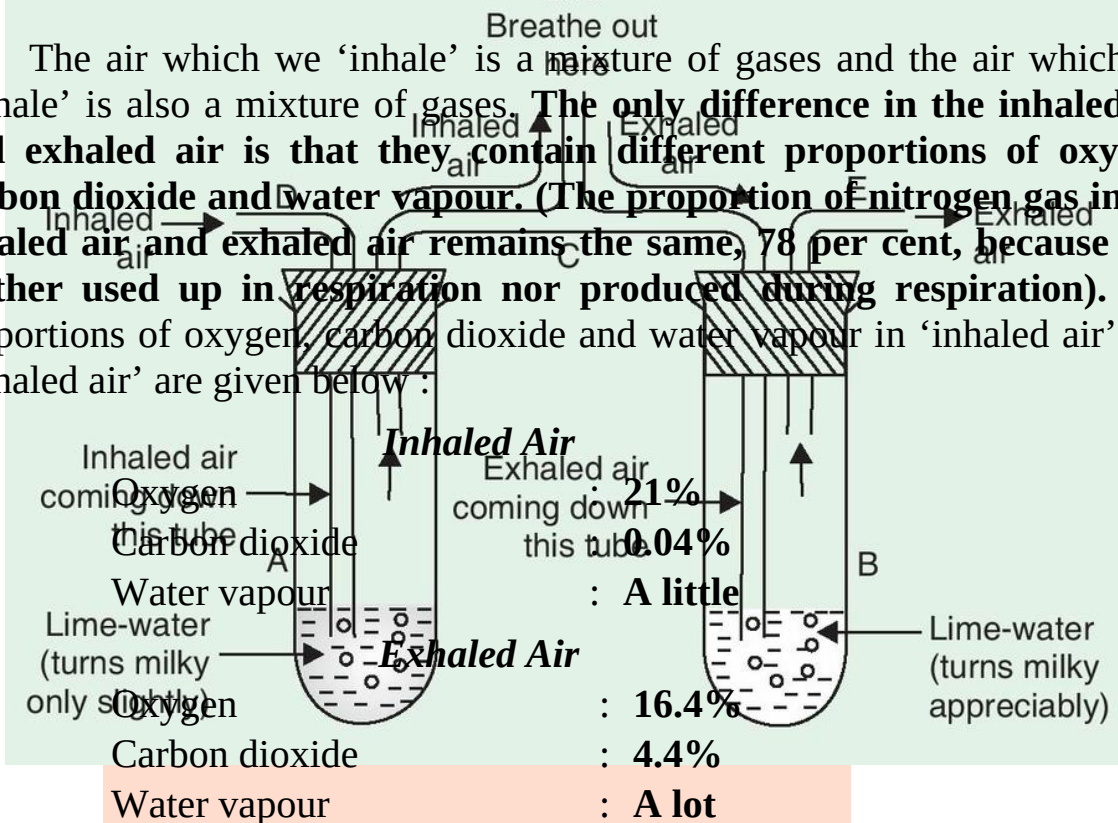 Breathe out
here
The air which we ‘inhale’ is a mixture of gases and the air which
hale’ is also a mixture of gases. The only difference in the inhaled
exhaled air is that they contain different proportions of oxy
bon dioxide and water vapour. (The proportion of nitrogen gas in
aled air and exhaled air remains the same, 78 per cent, because
ther used up in respiration nor produced during respiration).
portions of oxygen, carbon dioxide and water vapour in ‘inhaled air’
haled air’ are given below :
Inhaled
air
Exhaled
air
D
E
C
Inhaled
air
Exhaled
air
Inhaled Air
Oxygen : 21%
Carbon dioxide : 0.04%
Water vapour : A little
Exhaled Air
Oxygen : 16.4%
Carbon dioxide : 4.4%
Water vapour : A lot
Inhaled air
coming down
this tube
Exhaled air
coming down
this tube
A
B
Lime-water
(turns milky
only slightly)
Lime-water
(turns milky
appreciably)